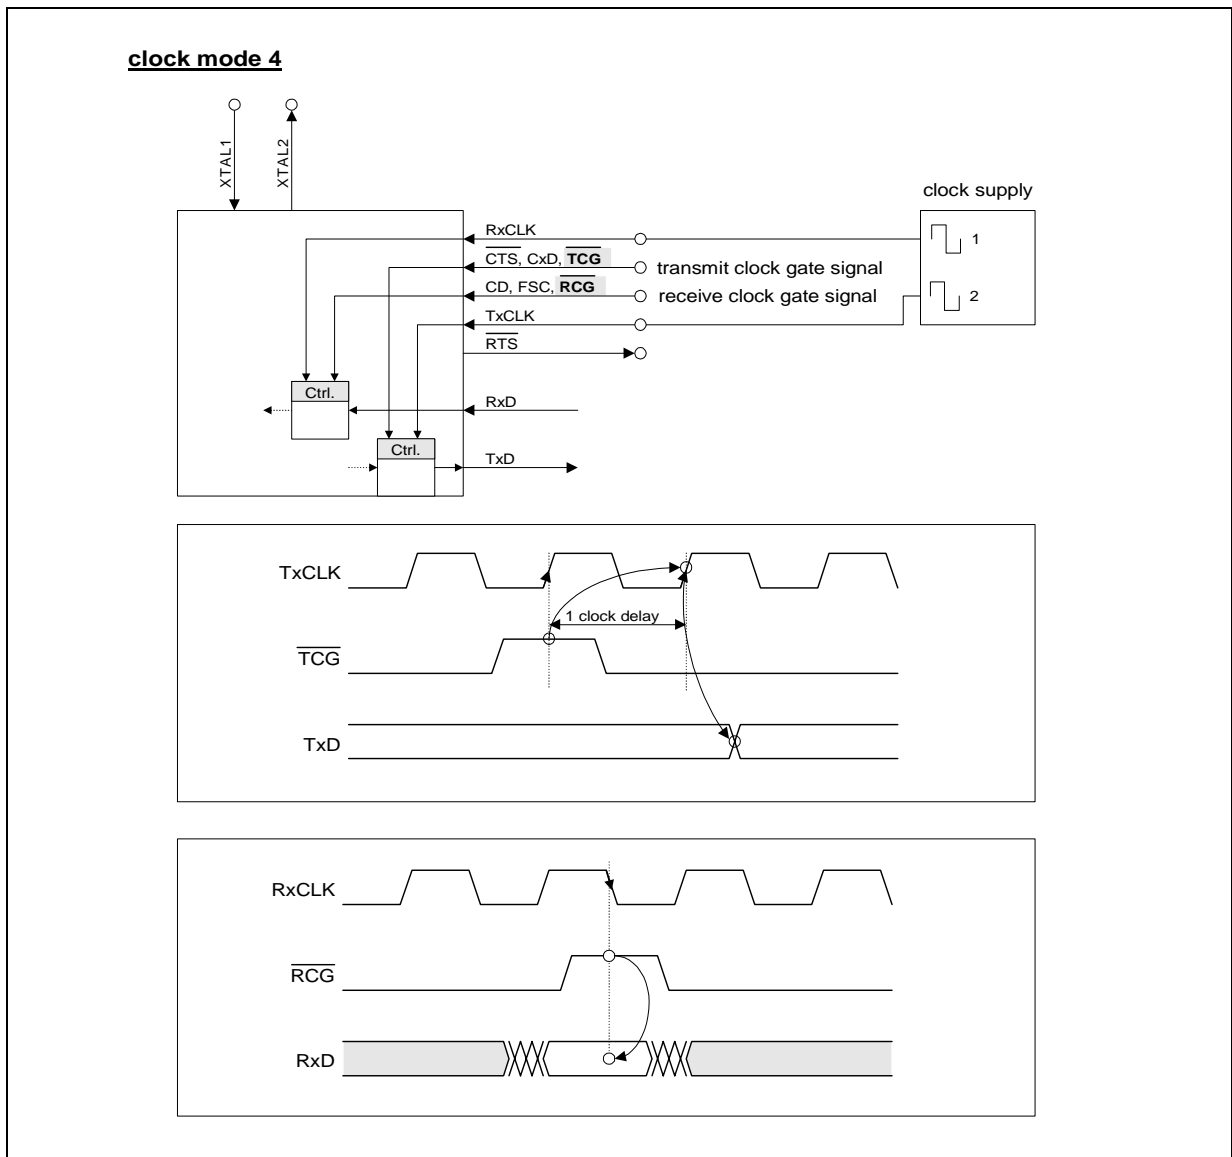 clock mode 4
XTAL1
XTAL2
clock supply
RxCLK
1
CTS, CxD, TCG
transmit clock gate signal
CD, FSC, RCG
receive clock gate signal
2
TxCLK
RTS
Ctrl.
RxD
Ctrl.
TxD
TxCLK
1 clock delay
TCG
TxD
RxCLK
RCG
RxD